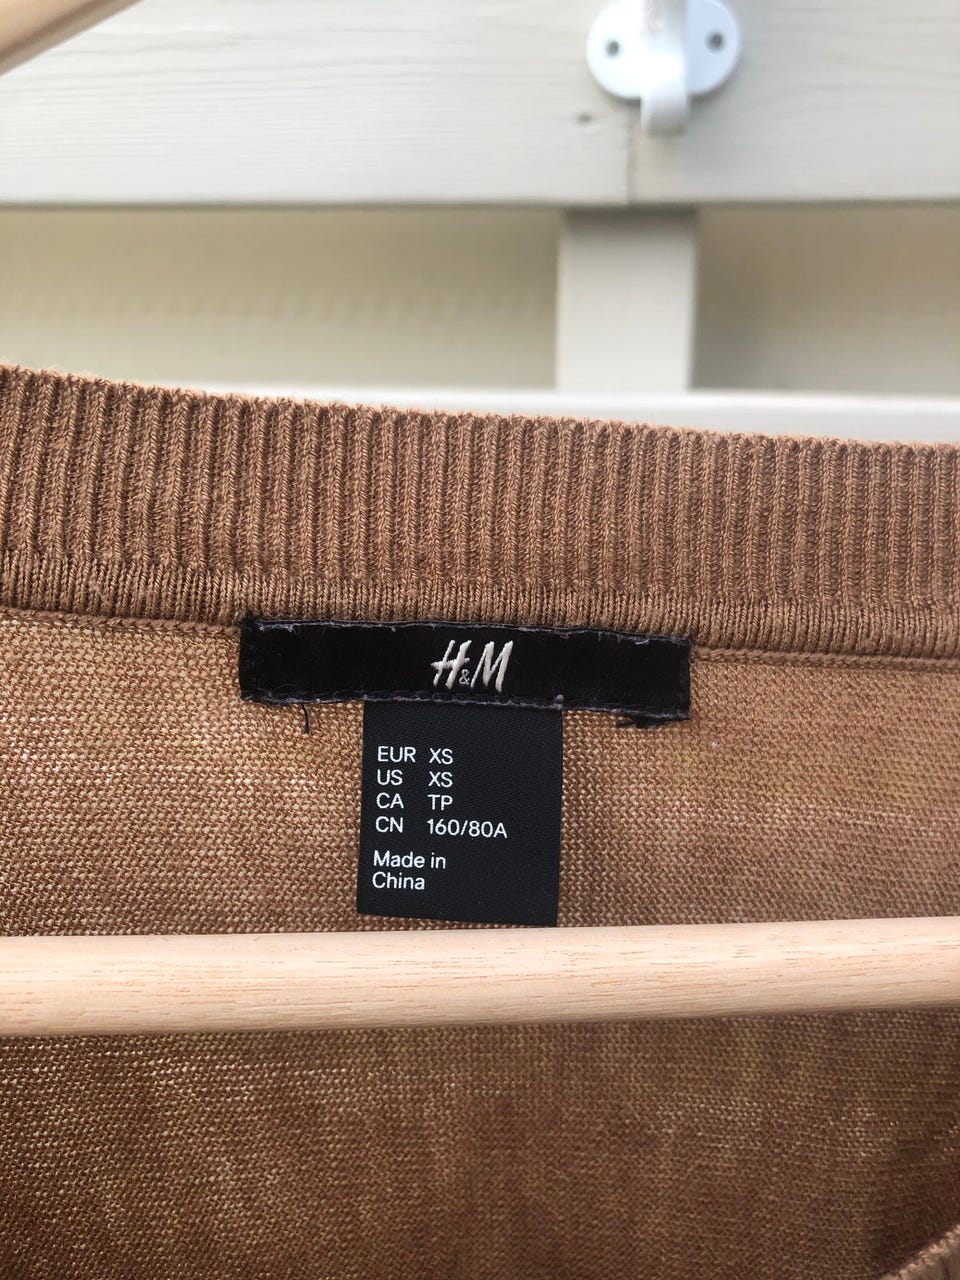 H&M
EUR XS
US XS
CA TP
CN 160/80A
Made in
China